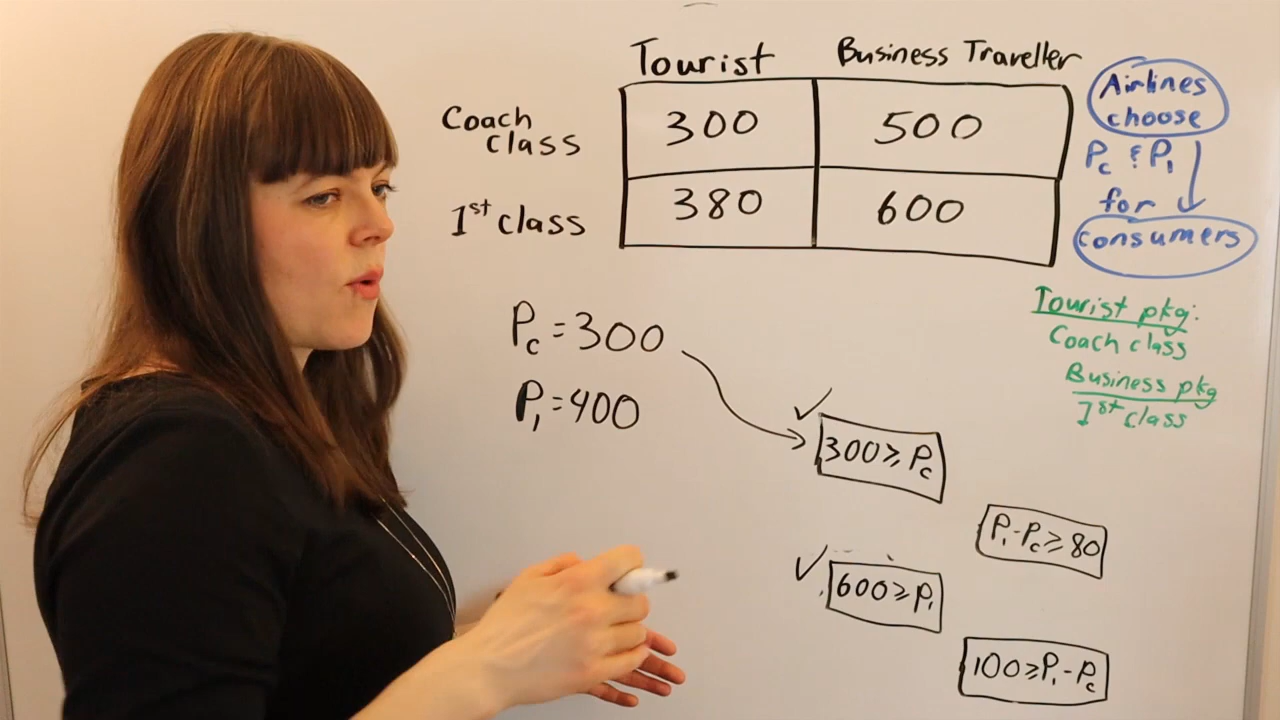 Tourist Business Traveller
Coach class 300 500
1st class 380 600
Airlines
choose
Pc & P1
for
consumers
Tourist pkg:
Coach class
Business pkg
1st class
Pc = 300
P1 = 400
300 ≥ Pc
P1 - Pc ≥ 80
600 ≥ P1
100 ≥ P1 - Pc